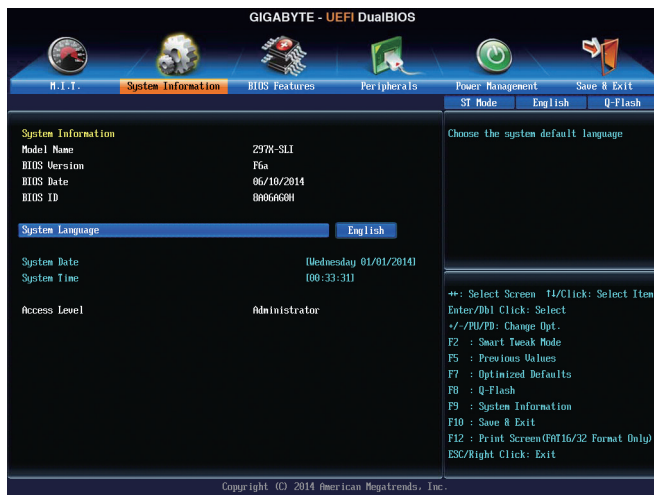 GIGABYTE - UEFI DualBIOS
M.I.T. System Information BIOS Features Peripherals Power Management Save & Exit
ST Mode English Q-Flash
System Information
Model Name Z97X-SLI
BIOS Version F6a
BIOS Date 06/10/2014
BIOS ID 8A06AG0H
System Language English
System Date [Wednesday 01/01/2014]
System Time [00:33:31]
Access Level Administrator
Choose the system default language
↔: Select Screen ↑↓/Click: Select Item
Enter/Dbl Click: Select
+/-/PU/PD: Change Opt.
F2 : Smart Tweak Mode
F5 : Previous Values
F7 : Optimized Defaults
F8 : Q-Flash
F9 : System Information
F10 : Save & Exit
F12 : Print Screen(FAT16/32 Format Only)
ESC/Right Click: Exit
Copyright (C) 2014 American Megatrends, Inc.